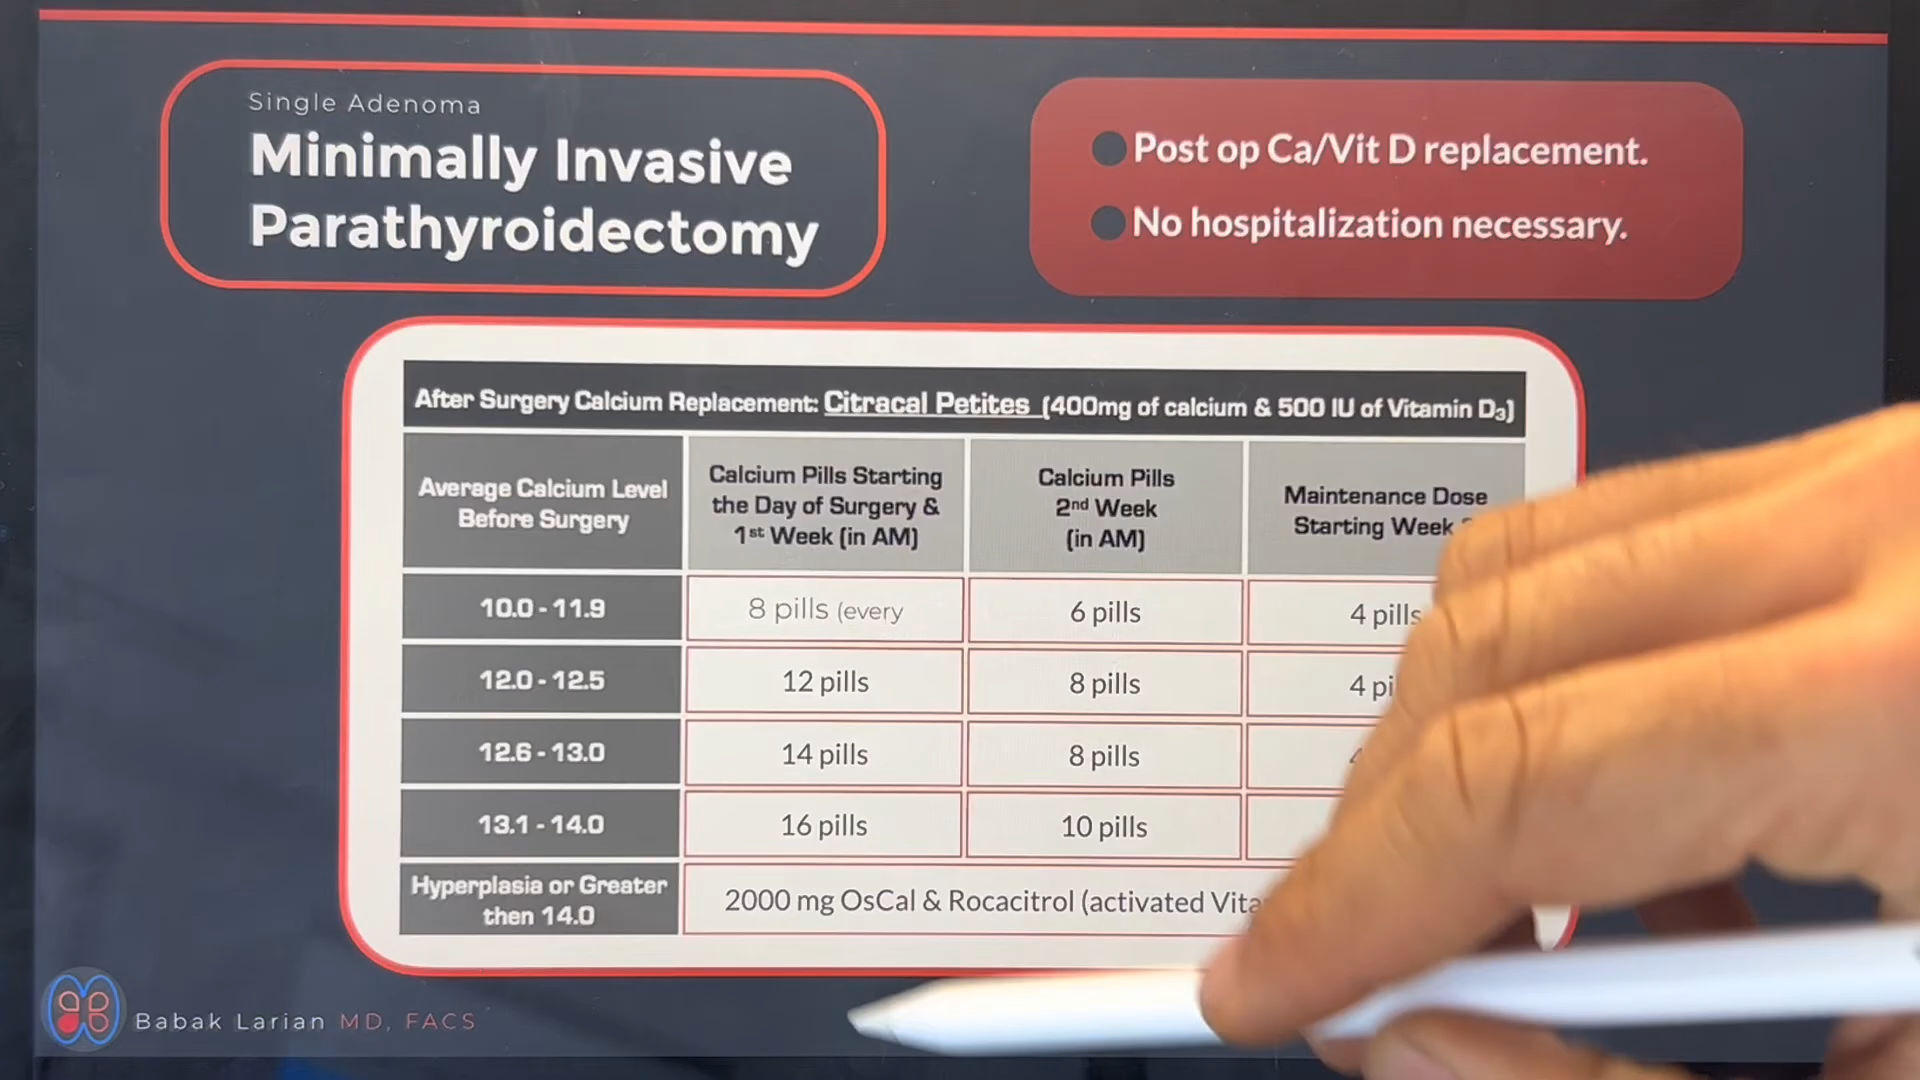 Single Adenoma
Minimally Invasive
Parathyroidectomy
Post op Ca/Vit D replacement.
No hospitalization necessary.
After Surgery Calcium Replacement: Citracal Petites (400mg of calcium & 500 IU of Vitamin D₃)
Average Calcium Level
Before Surgery
Calcium Pills Starting
the Day of Surgery &
1st Week (in AM)
Calcium Pills
2nd Week
(in AM)
Maintenance Dose
Starting Week
10.0 - 11.9
8 pills (every
6 pills
4 pills
12.0 - 12.5
12 pills
8 pills
4
12.6 - 13.0
14 pills
8 pills
13.1 - 14.0
16 pills
10 pills
Hyperplasia or Greater
then 14.0
2000 mg OsCal & Rocacitrol (activated
Babak Larian MD, FACS